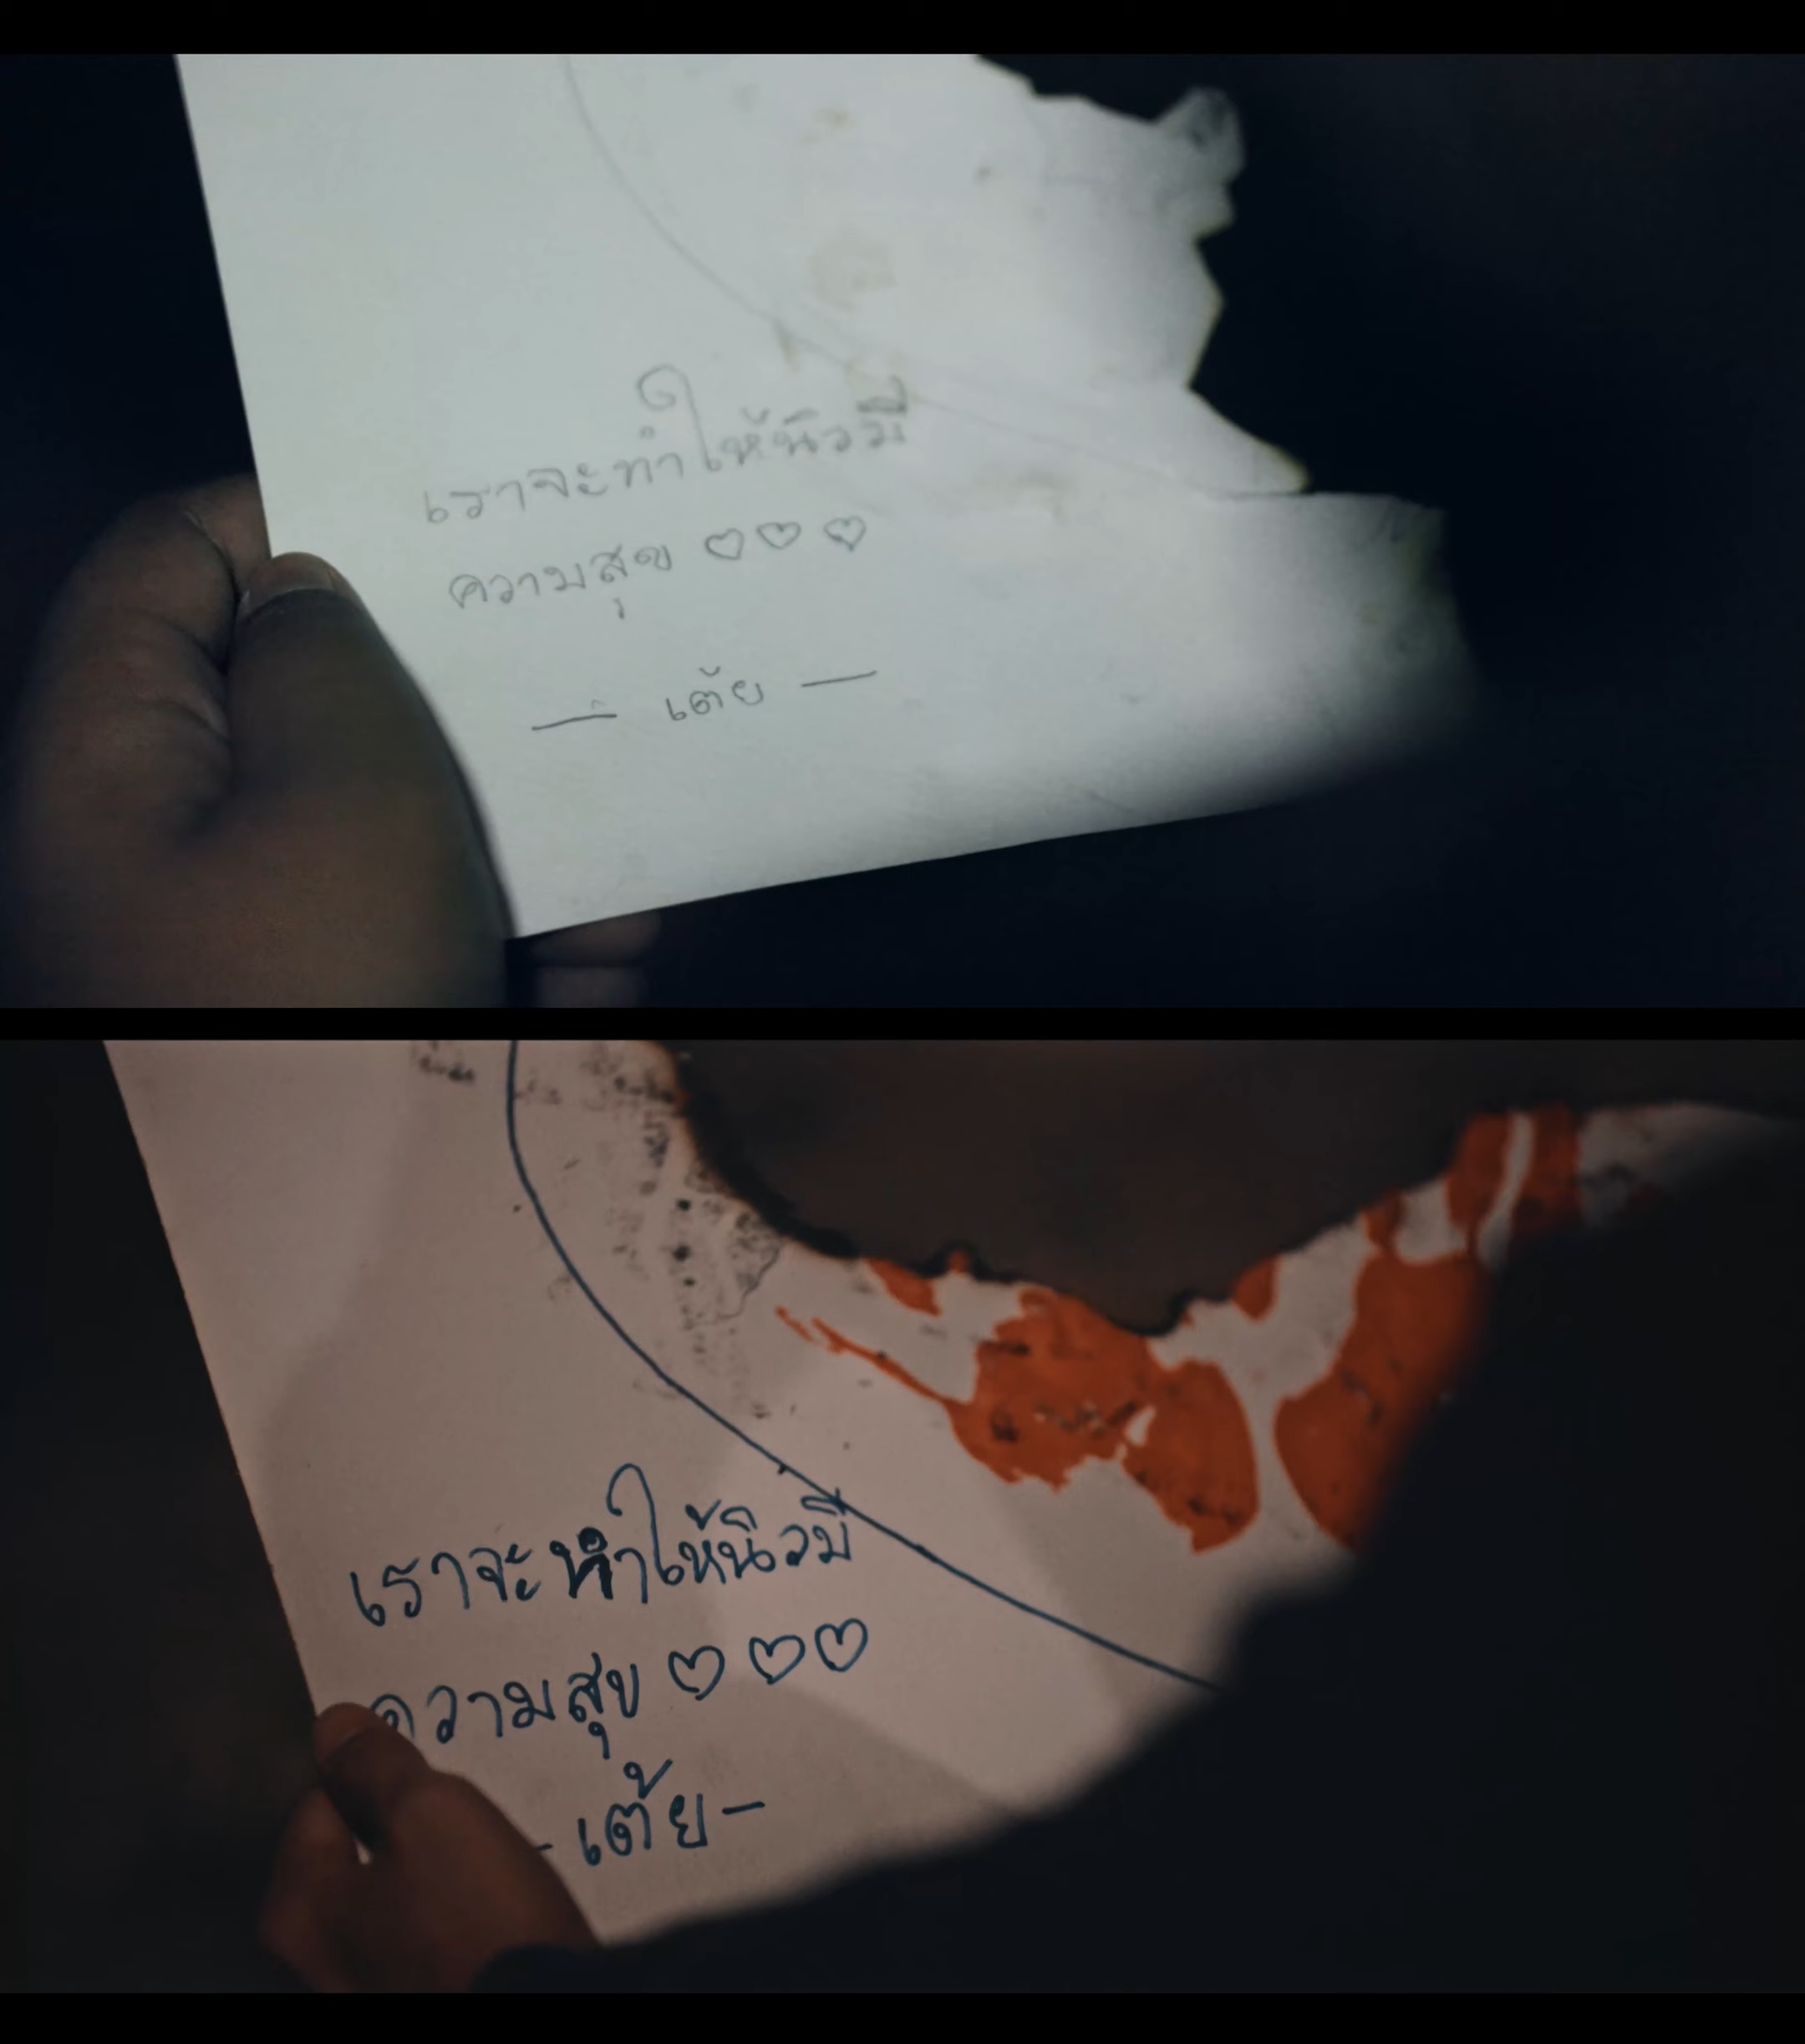 เราจะทำให้นิวมี
ความสุข ♡♡♡
— เต้ย —
เราจะทำให้นิวมี
ความสุข ♡♡♡
- เต้ย -